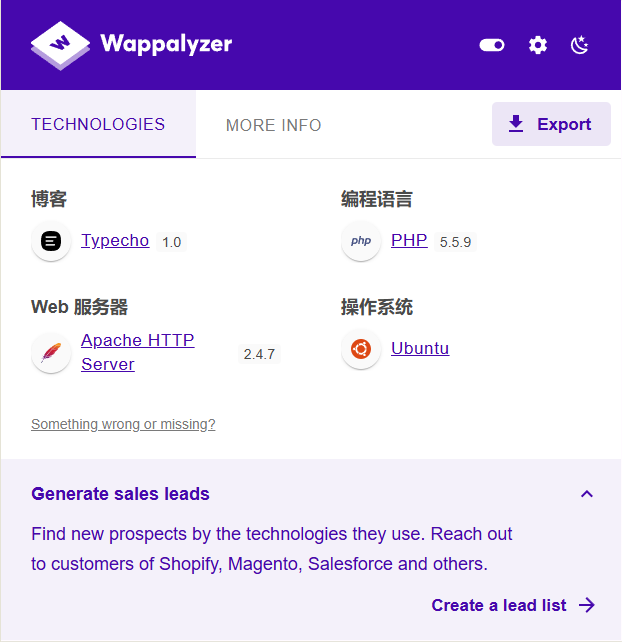 Wappalyzer
TECHNOLOGIES
MORE INFO
Export
博客
Typecho 1.0
编程语言
php PHP 5.5.9
Web 服务器
Apache HTTP
Server 2.4.7
操作系统
Ubuntu
Something wrong or missing?
Generate sales leads
Find new prospects by the technologies they use. Reach out
to customers of Shopify, Magento, Salesforce and others.
Create a lead list